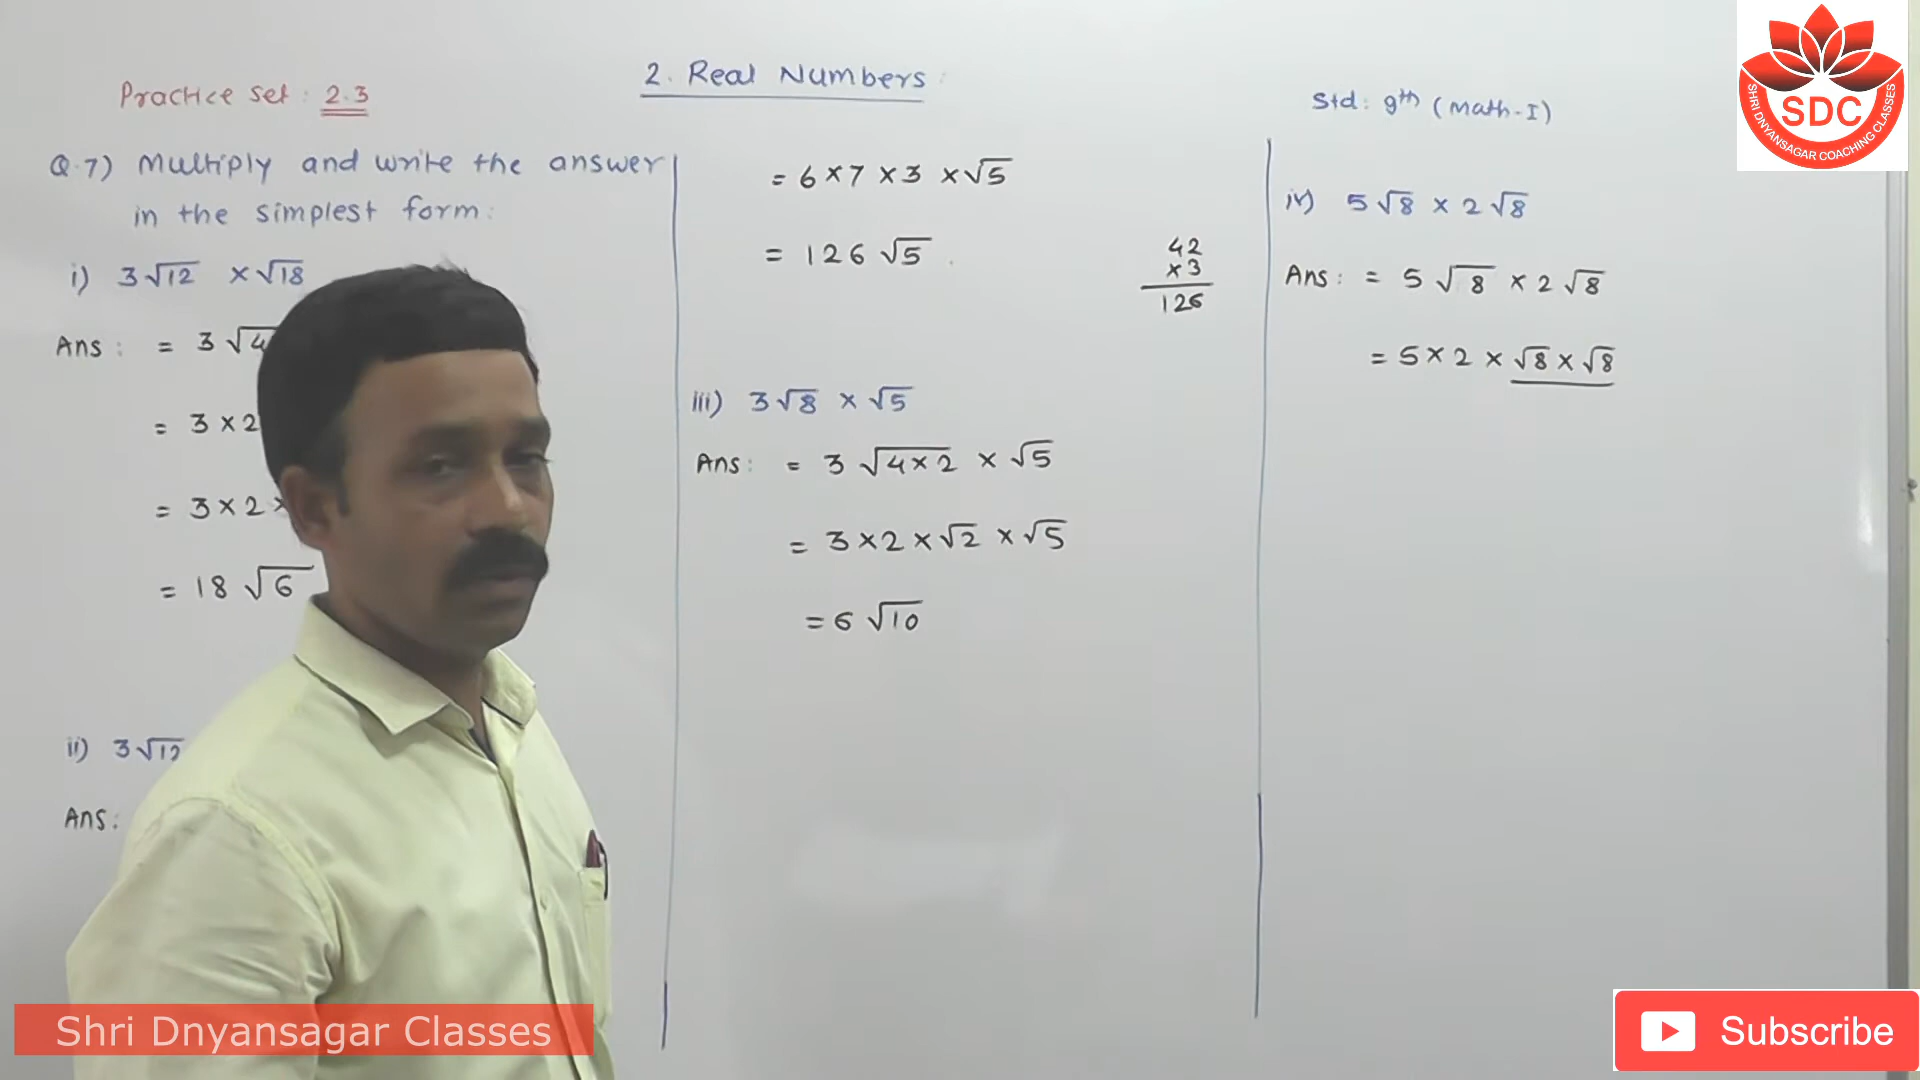 2. Real Numbers:
Practice set : 2.3
Std: 9th (Math-I)
Q.7) Multiply and write the answer
in the simplest form:
i) 3√12 × √18
Ans : = 3√4
= 3×2
= 3×2×
= 18√6
ii) 3√12
Ans:
= 6×7×3×√5
= 126√5.
42
×3
126
iii) 3√8 × √5
Ans: = 3√4×2 × √5
= 3×2×√2 ×√5
= 6√10
iv) 5√8 × 2√8
Ans: = 5√8 × 2√8
= 5×2×√8×√8
SDC
SHRI DNYANSAGAR COACHING CLASSES
Shri Dnyansagar Classes
Subscribe